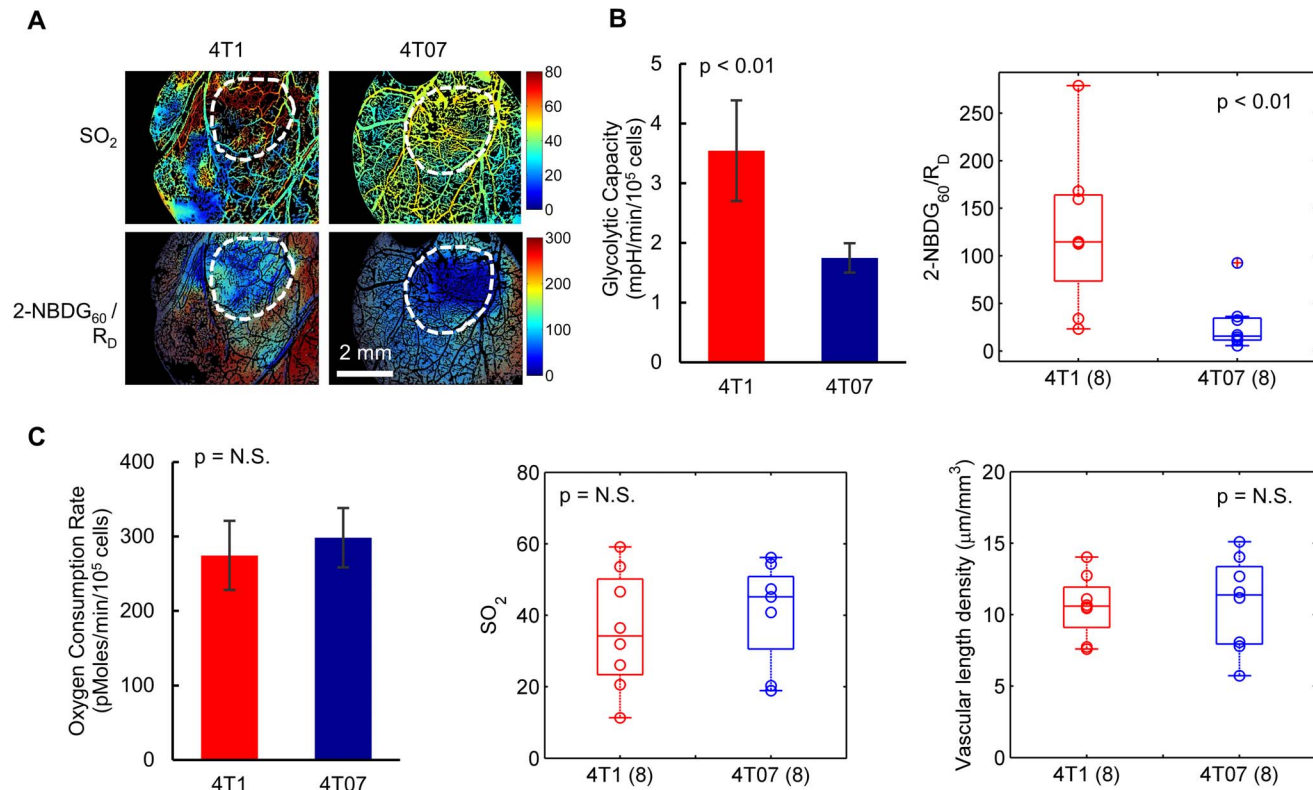 A
4T1
4T07
SO₂
80
60
40
20
0
2-NBDG₆₀/
R_D
300
200
100
0
2 mm
B
p < 0.01
Glycolytic Capacity
(mpH/min/10⁵ cells)
5
4
3
2
1
0
4T1
4T07
p < 0.01
2-NBDG₆₀/R_D
250
200
150
100
50
0
4T1 (8)
4T07 (8)
C
p = N.S.
Oxygen Consumption Rate
(pMoles/min/10⁵ cells)
400
300
200
100
0
4T1
4T07
p = N.S.
SO₂
80
60
40
20
0
4T1 (8)
4T07 (8)
p = N.S.
Vascular length density (μm/mm³)
20
15
10
5
0
4T1 (8)
4T07 (8)